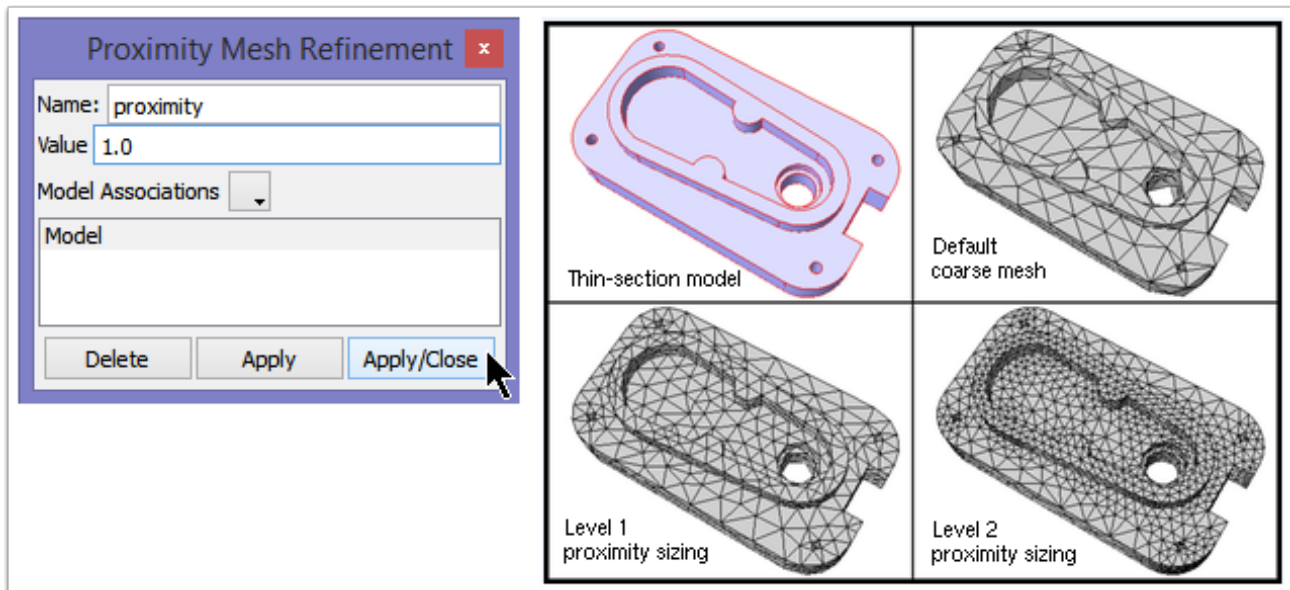 Proximity Mesh Refinement x
Name: proximity
Value 1.0
Model Associations
Model
Delete Apply Apply/Close
Thin-section model
Default
coarse mesh
Level 1
proximity sizing
Level 2
proximity sizing